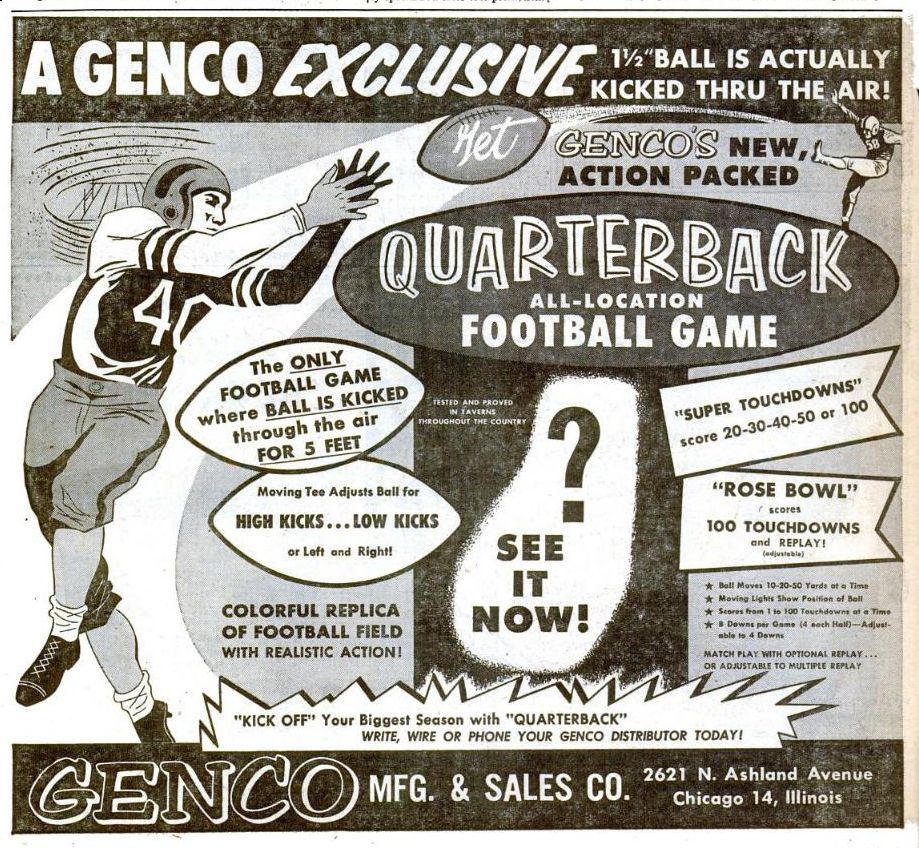 A GENCO EXCLUSIVE
1½" BALL IS ACTUALLY
KICKED THRU THE AIR!
Get
GENCO'S NEW,
ACTION PACKED
58
QUARTERBACK
ALL-LOCATION
FOOTBALL GAME
40
The ONLY
FOOTBALL GAME
where BALL IS KICKED
through the air
FOR 5 FEET
TESTED AND PROVED
IN TAVERNS
THROUGHOUT THE COUNTRY
Moving Tee Adjusts Ball for
HIGH KICKS...LOW KICKS
or Left and Right!
COLORFUL REPLICA
OF FOOTBALL FIELD
WITH REALISTIC ACTION!
?
SEE
IT
NOW!
"SUPER TOUCHDOWNS"
score 20-30-40-50 or 100
"ROSE BOWL"
scores
100 TOUCHDOWNS
and REPLAY!
(adjustable)
★ Ball Moves 10-20-50 Yards at a Time
★ Moving Lights Show Position of Ball
★ Scores from 1 to 100 Touchdowns at a Time
★ 8 Downs per Game (4 each Half)—Adjust-
able to 4 Downs
MATCH PLAY WITH OPTIONAL REPLAY...
OR ADJUSTABLE TO MULTIPLE REPLAY
"KICK OFF" Your Biggest Season with "QUARTERBACK"
WRITE, WIRE OR PHONE YOUR GENCO DISTRIBUTOR TODAY!
GENCO MFG. & SALES CO.
2621 N. Ashland Avenue
Chicago 14, Illinois